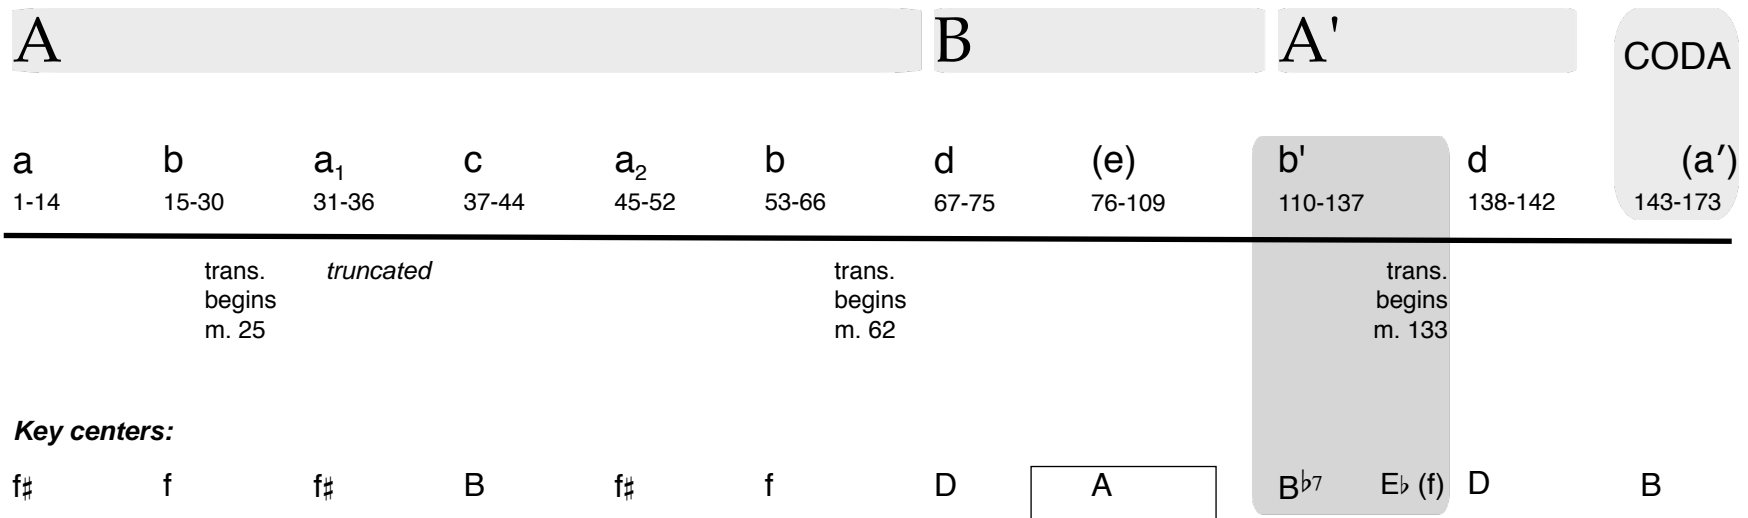 A B A'
CODA
a b a₁ c a₂ b d (e) b' d (a′)
1-14 15-30 31-36 37-44 45-52 53-66 67-75 76-109 110-137 138-142 143-173
trans. truncated trans. trans.
begins begins begins
m. 25 m. 62 m. 133
Key centers:
f♯ f f♯ B f♯ f D A B♭7 E♭ (f) D B